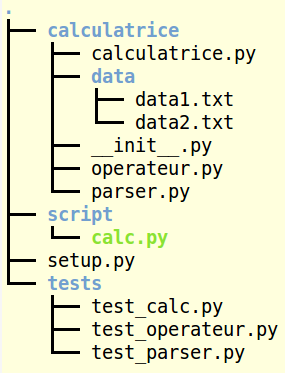 .
calculatrice
calculatrice.py
data
data1.txt
data2.txt
__init__.py
operateur.py
parser.py
script
calc.py
setup.py
tests
test_calc.py
test_operateur.py
test_parser.py